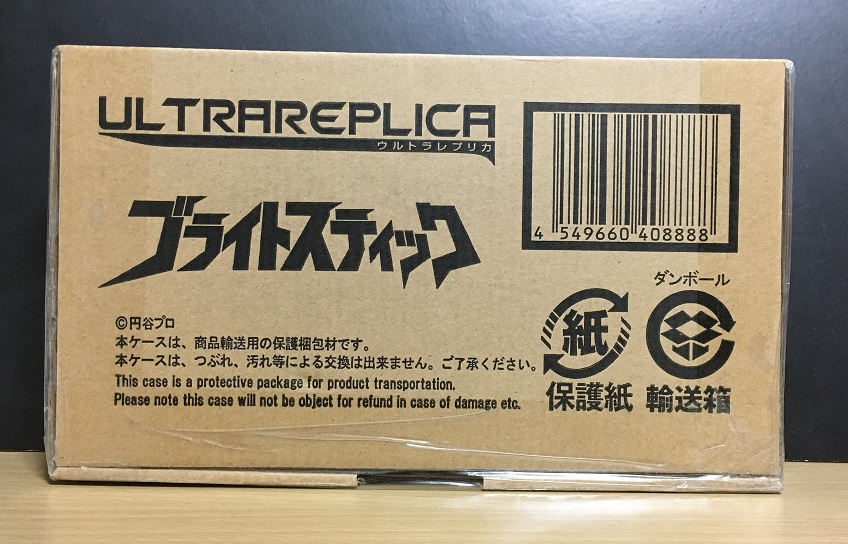 ULTRAREPLICA
ウルトラレプリカ
ブライトスティック
4 549660 408888
ダンボール
©円谷プロ
本ケースは、商品輸送用の保護梱包材です。
本ケースは、つぶれ、汚れ等による交換は出来ません。ご了承ください。
This case is a protective package for product transportation.
Please note this case will not be object for refund in case of damage etc.
紙
保護紙
輸送箱